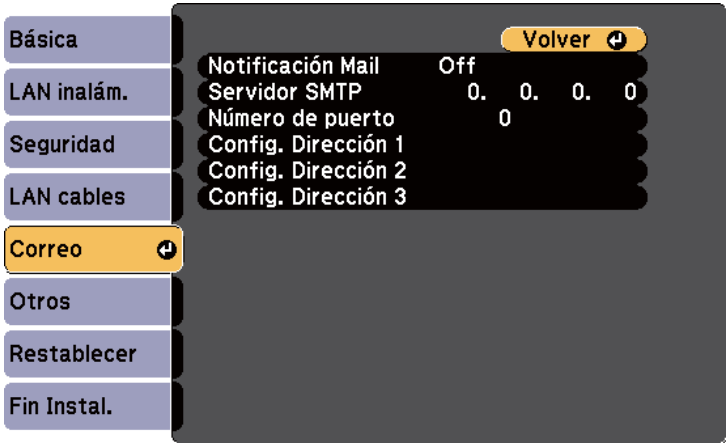 Básica
LAN inalám.
Seguridad
LAN cables
Correo
Otros
Restablecer
Fin Instal.
Volver
Notificación Mail Off
Servidor SMTP 0. 0. 0. 0
Número de puerto 0
Config. Dirección 1
Config. Dirección 2
Config. Dirección 3